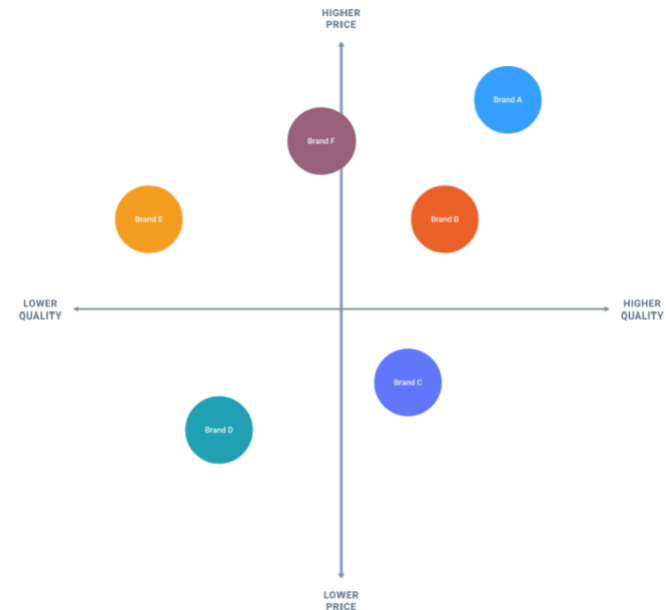 HIGHER
PRICE
Brand A
Brand F
Brand E
Brand B
LOWER
QUALITY
HIGHER
QUALITY
Brand C
Brand D
LOWER
PRICE